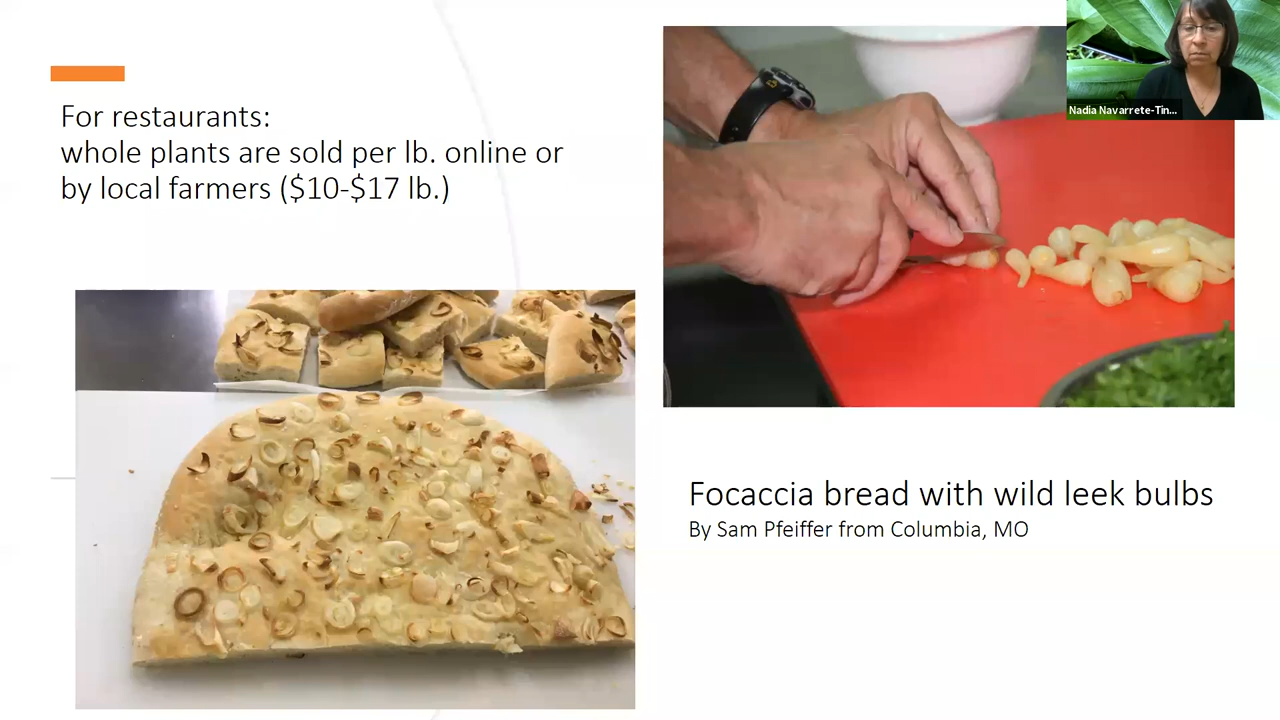 For restaurants:
whole plants are sold per lb. online or
by local farmers ($10-$17 lb.)
Nadia Navarrete-Tin...
Focaccia bread with wild leek bulbs
By Sam Pfeiffer from Columbia, MO